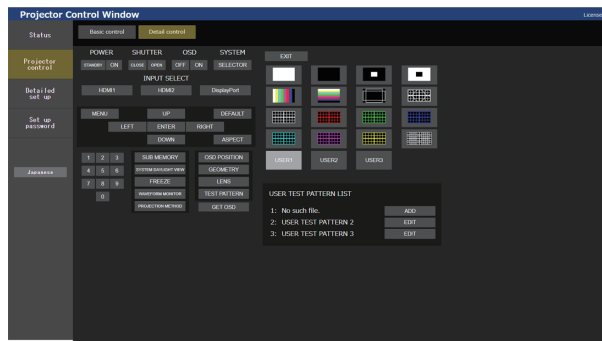 Projector Control Window
License
Status
Basic control
Detail control
Projector
control
POWER SHUTTER OSD SYSTEM
STANDBY ON CLOSE OPEN OFF ON SELECTOR
EXIT
INPUT SELECT
HDMI1 HDMI2 DisplayPort
Detailed
set up
MENU UP DEFAULT
LEFT ENTER RIGHT
DOWN ASPECT
Set up
password
1 2 3
4 5 6
7 8 9
0
SUB MEMORY OSD POSITION
SYSTEM DAYLIGHT VIEW GEOMETRY
FREEZE LENS
WAVEFORM MONITOR TEST PATTERN
PROJECTION METHOD GET OSD
USER1 USER2 USER3
Japanese
USER TEST PATTERN LIST
1: No such file. ADD
2: USER TEST PATTERN 2 EDIT
3: USER TEST PATTERN 3 EDIT